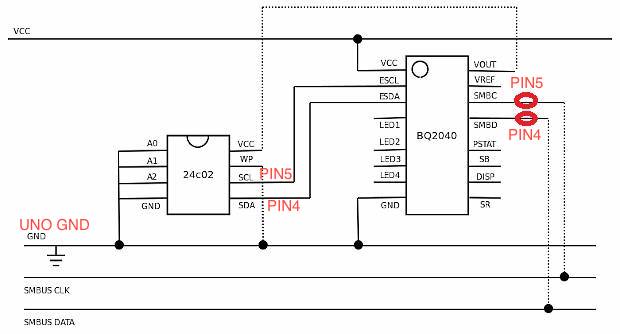 VCC
VCC
VOUT
ESCL
VREF
PIN5
ESDA
SMBC
LED1
SMBD
BQ2040
PIN4
A0
VCC
LED2
PSTAT
A1
WP
LED3
SB
24c02
A2
SCL
PIN5
LED4
DISP
GND
SDA
PIN4
GND
SR
UNO GND
GND
SMBUS CLK
SMBUS DATA